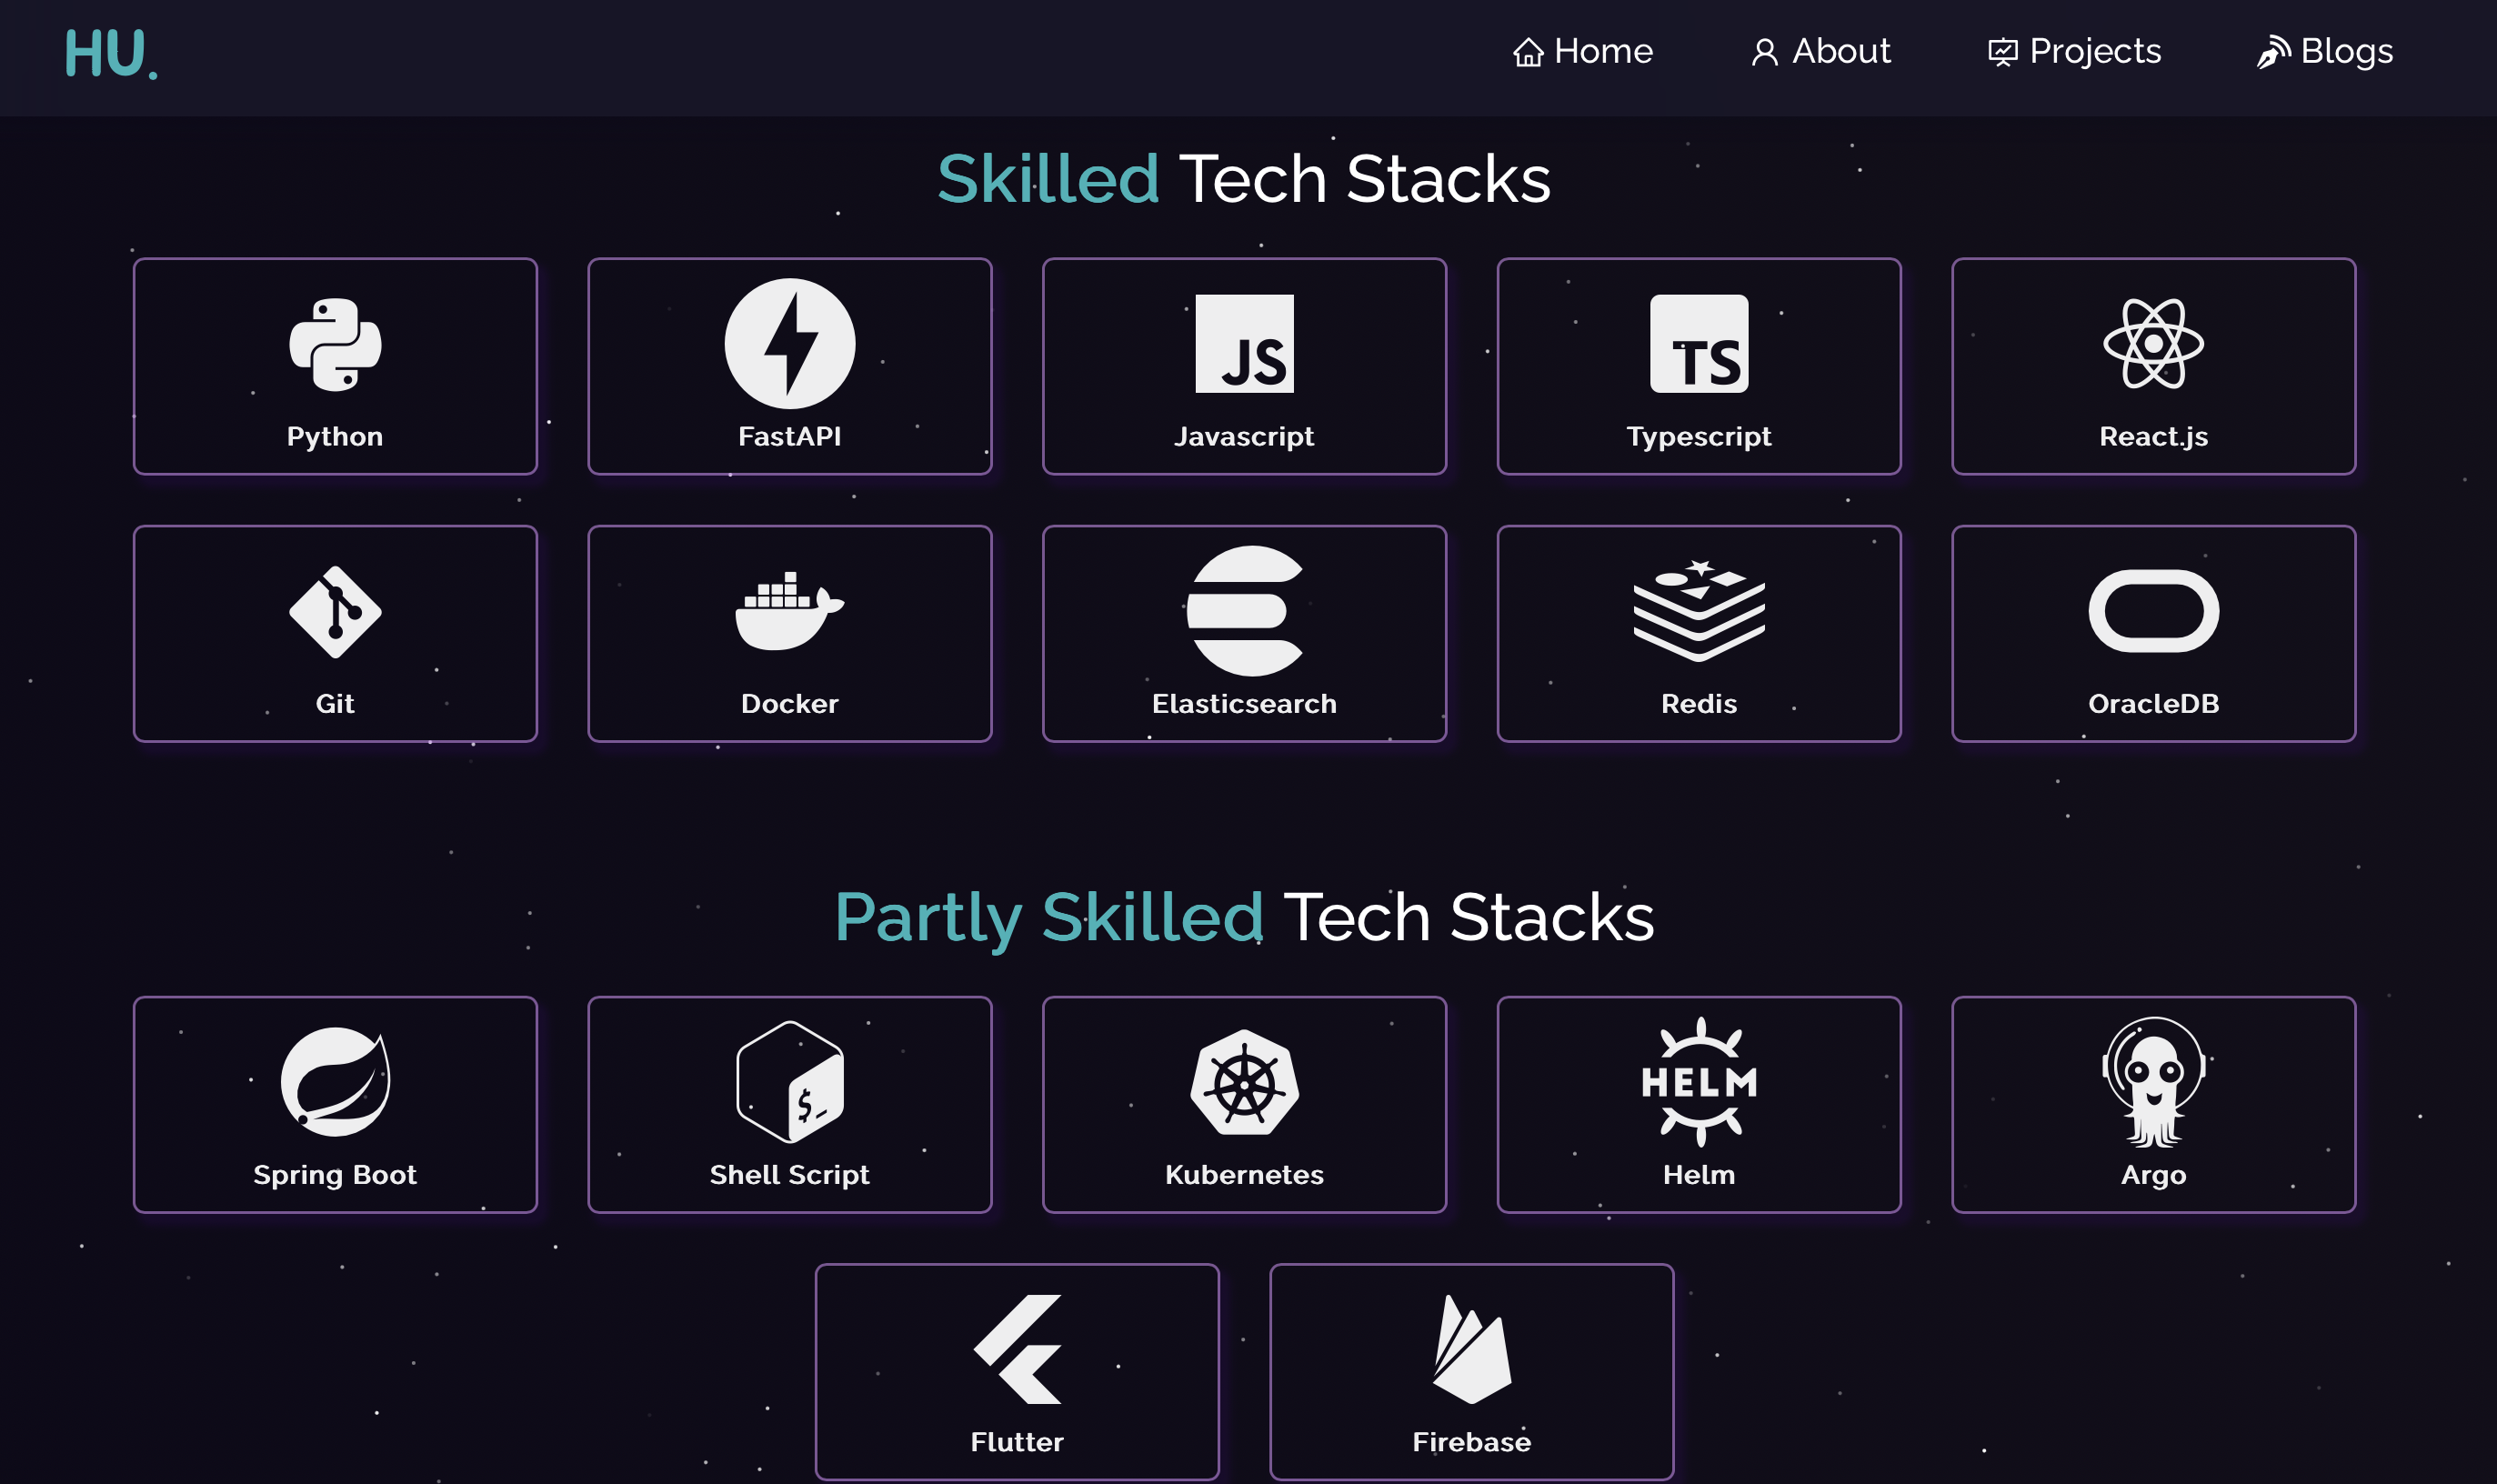 HU.
Home About Projects Blogs
Skilled Tech Stacks
JS TS
Python FastAPI Javascript Typescript React.js
Git Docker Elasticsearch Redis OracleDB
Partly Skilled Tech Stacks
$_ HELM
Spring Boot Shell Script Kubernetes Helm Argo
Flutter Firebase